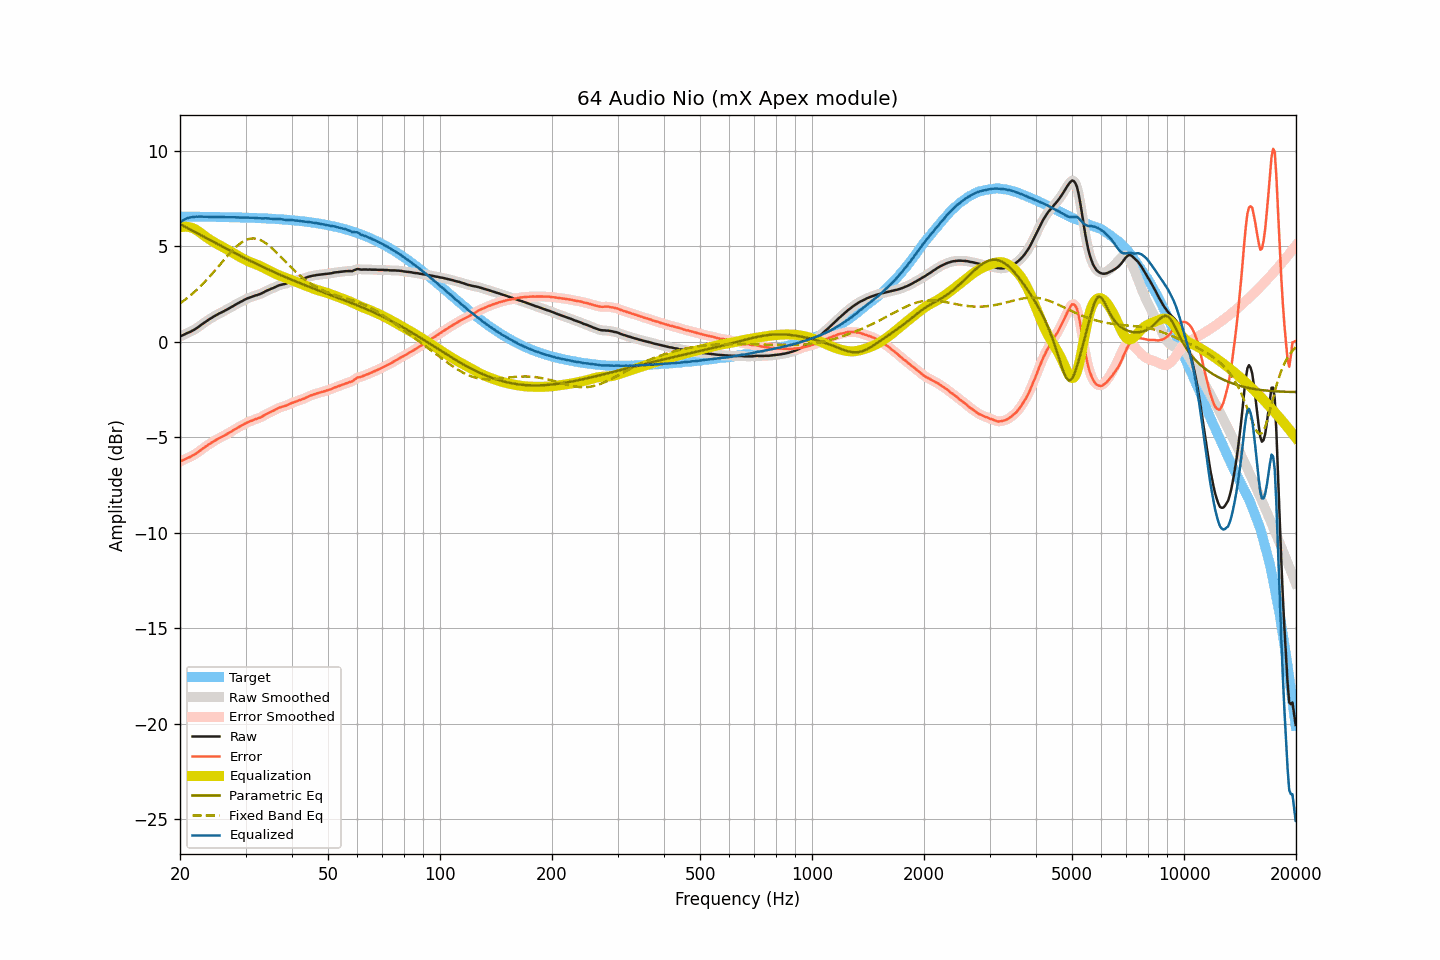 64 Audio Nio (mX Apex module)
Amplitude (dBr)
10
5
0
−5
−10
−15
−20
−25
Target
Raw Smoothed
Error Smoothed
Raw
Error
Equalization
Parametric Eq
Fixed Band Eq
Equalized
20 50 100 200 500 1000 2000 5000 10000 20000
Frequency (Hz)